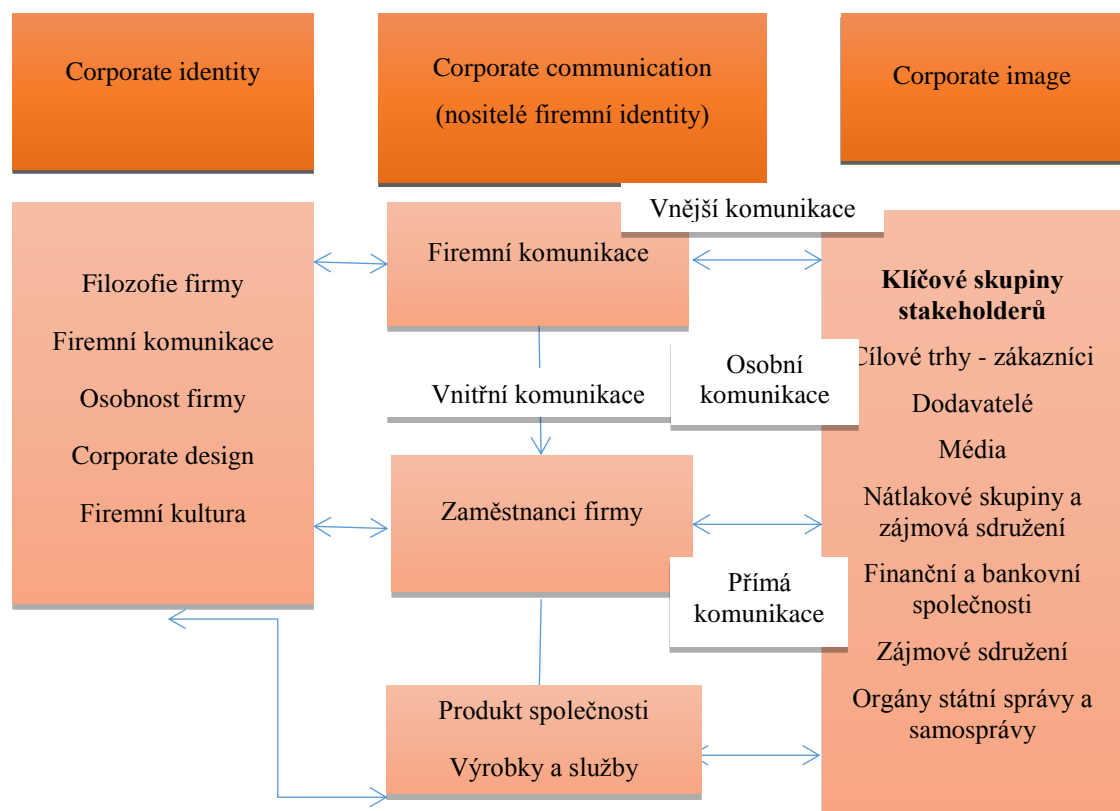 Corporate identity
Corporate communication
(nositelé firemní identity)
Corporate image
Vnější komunikace
Filozofie firmy
Firemní komunikace
Osobnost firmy
Corporate design
Firemní kultura
Firemní komunikace
Vnitřní komunikace
Osobní
komunikace
Zaměstnanci firmy
Přímá
komunikace
Produkt společnosti
Výrobky a služby
Klíčové skupiny
stakeholderů
Cílové trhy - zákazníci
Dodavatelé
Média
Nátlakové skupiny a
zájmová sdružení
Finanční a bankovní
společnosti
Zájmové sdružení
Orgány státní správy a
samosprávy